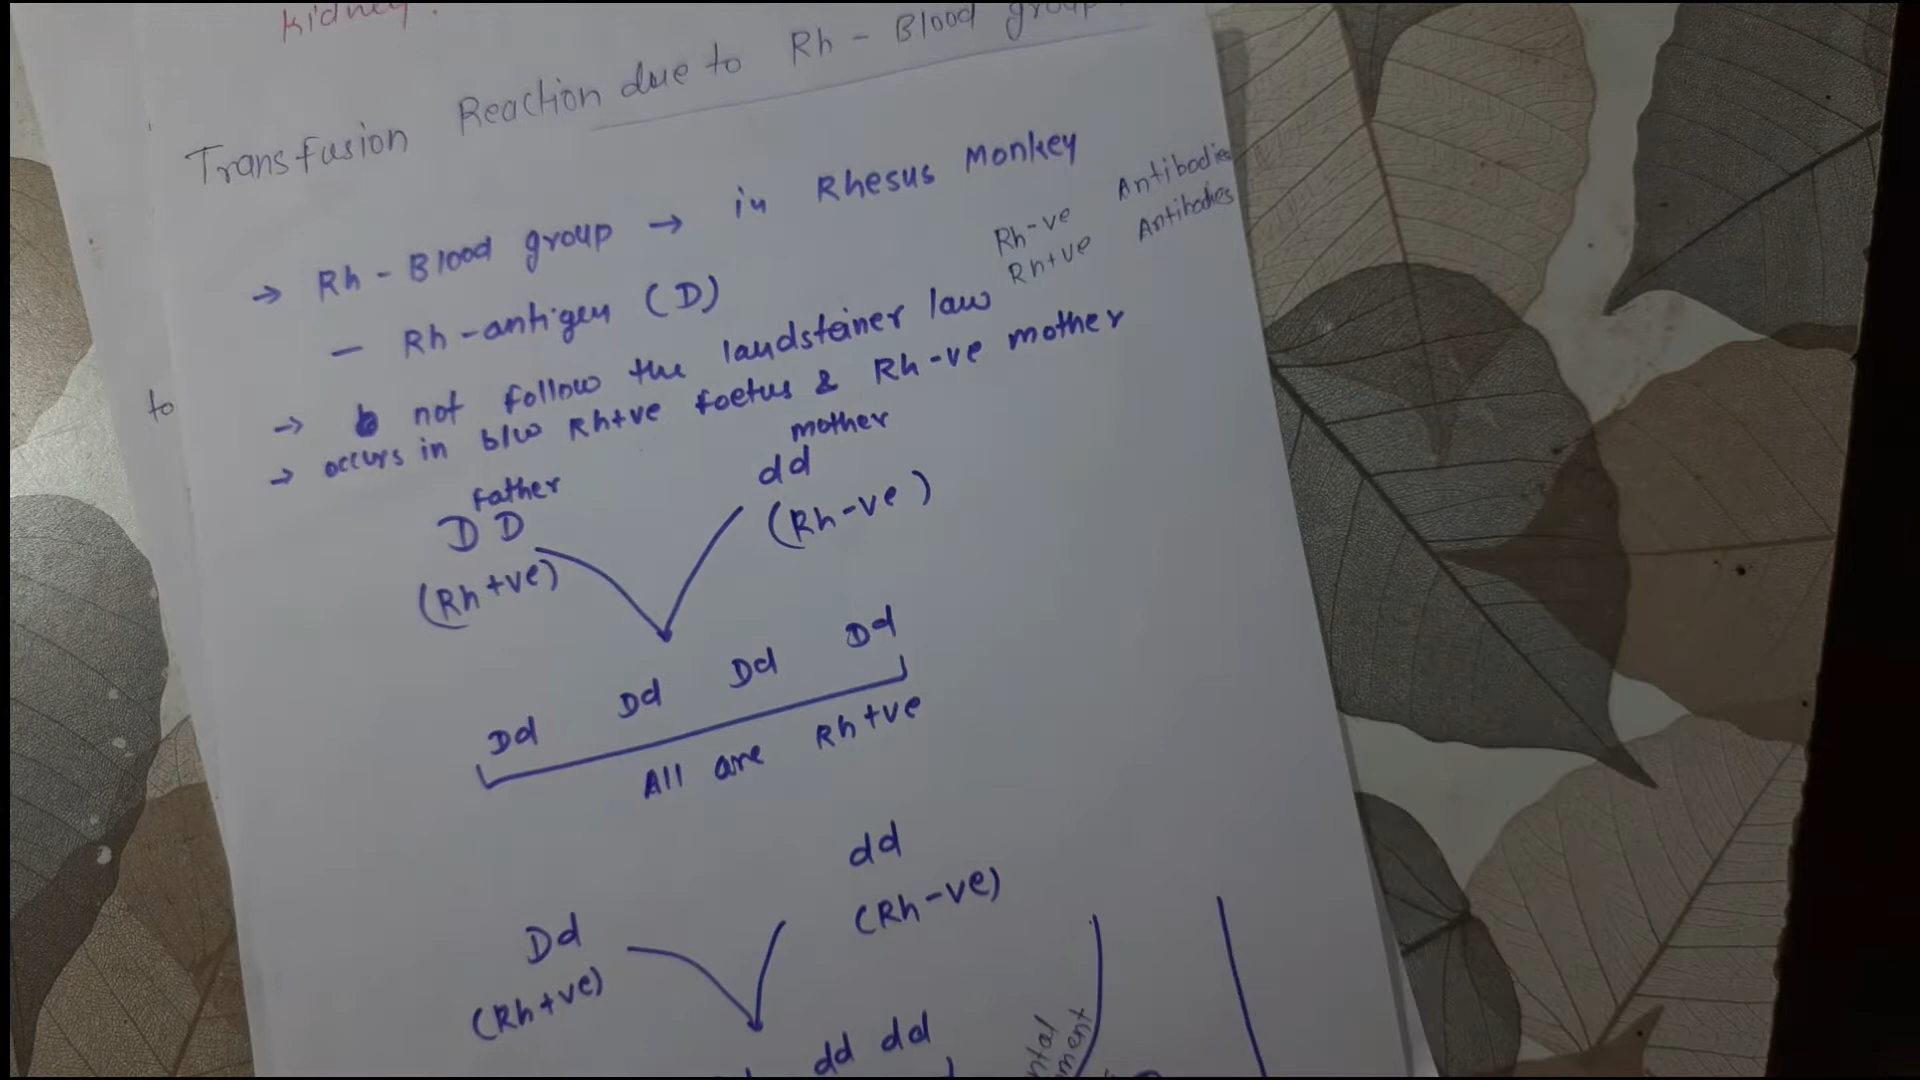 kidney.
Transfusion Reaction due to Rh - Blood group.
→ Rh - Blood group → in Rhesus Monkey
– Rh-antigen (D)
Rh-ve Antibodies
Rh+ve Antibodies
→ not follow the landsteiner law
→ occurs in b/w Rh+ve foetus & Rh-ve mother
to
Father
DD
(Rh+ve)
mother
dd
(Rh-ve)
Dd Dd Dd Dd
All are Rh+ve
Dd
(Rh+ve)
dd
(Rh-ve)
dd dd